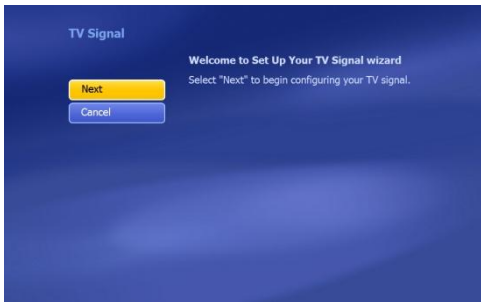 TV Signal
Welcome to Set Up Your TV Signal wizard
Select "Next" to begin configuring your TV signal.
Next
Cancel